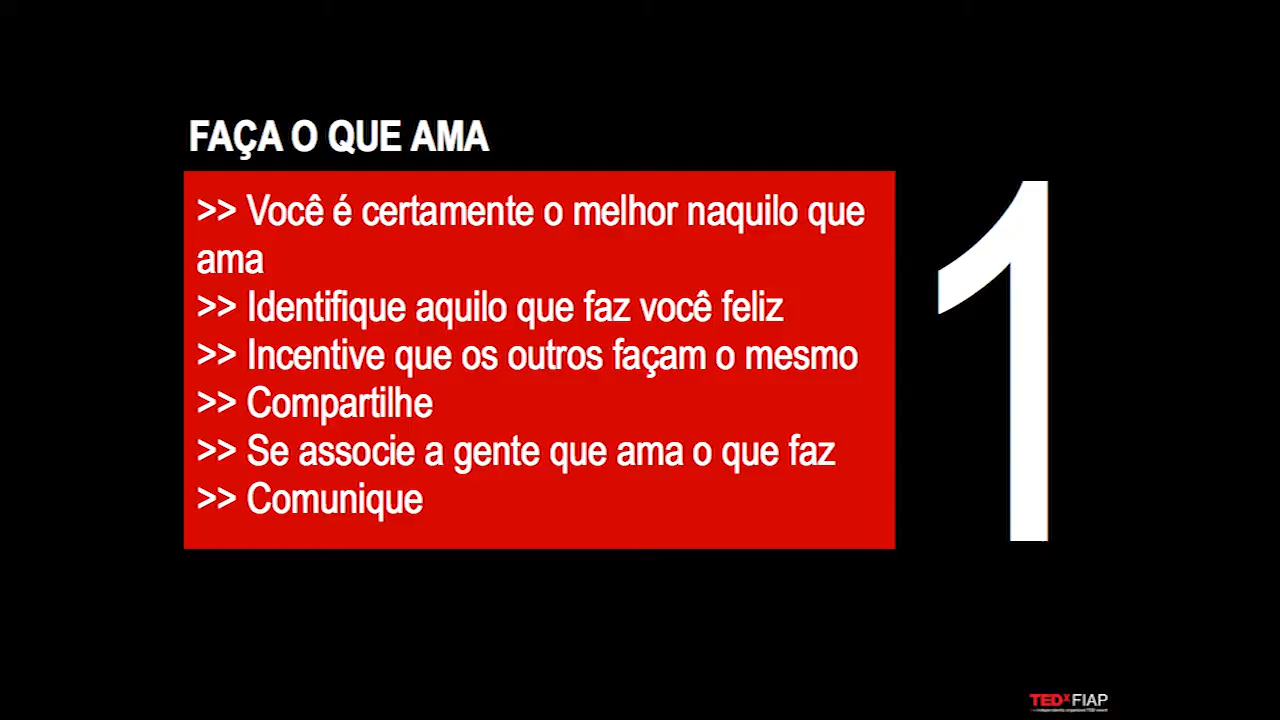 FAÇA O QUE AMA
>> Você é certamente o melhor naquilo que
ama
>> Identifique aquilo que faz você feliz
>> Incentive que os outros façam o mesmo
>> Compartilhe
>> Se associe a gente que ama o que faz
>> Comunique
1
TEDxFIAP